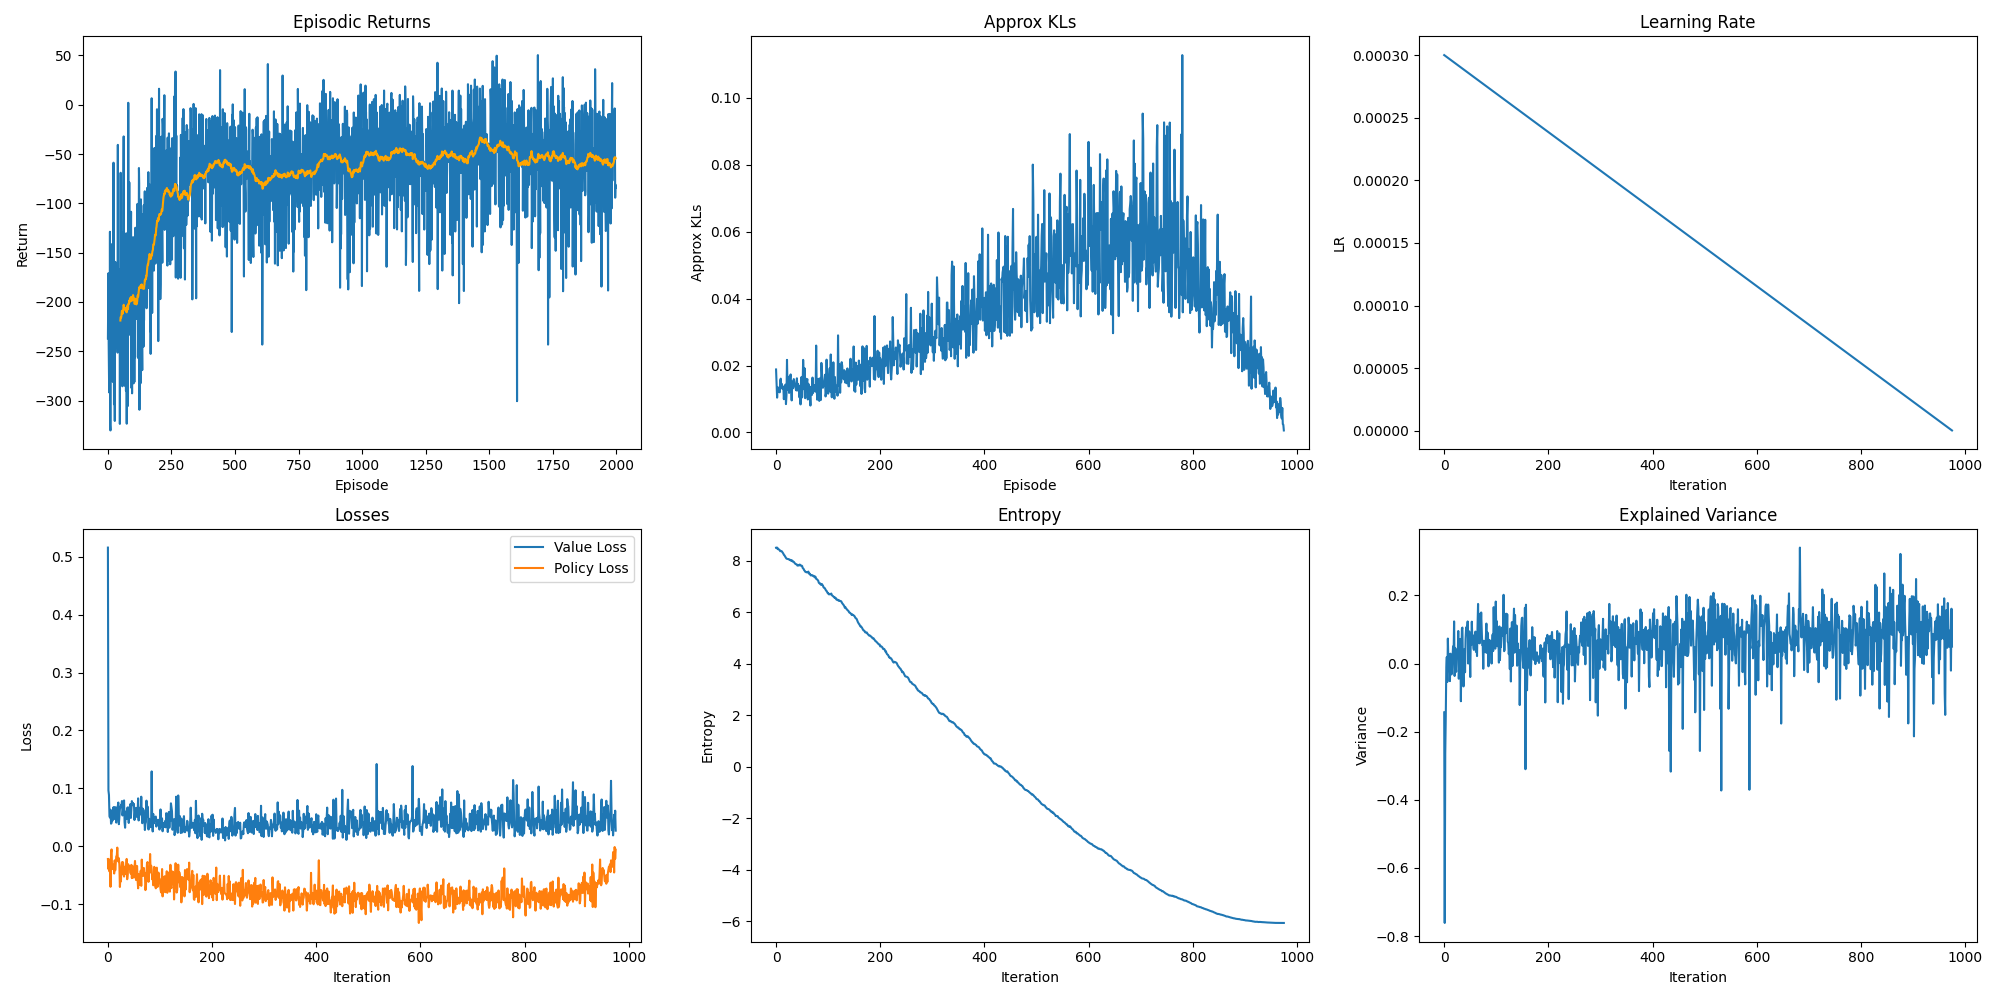 Episodic Returns
50
0
−50
−100
−150
−200
−250
−300
Return
0 250 500 750 1000 1250 1500 1750 2000
Episode
Approx KLs
0.10
0.08
0.06
0.04
0.02
0.00
Approx KLs
0 200 400 600 800 1000
Episode
Learning Rate
0.00030
0.00025
0.00020
0.00015
0.00010
0.00005
0.00000
LR
0 200 400 600 800 1000
Iteration
Losses
Value Loss
Policy Loss
0.5
0.4
0.3
0.2
0.1
0.0
−0.1
Loss
0 200 400 600 800 1000
Iteration
Entropy
8
6
4
2
0
−2
−4
−6
Entropy
0 200 400 600 800 1000
Iteration
Explained Variance
0.2
0.0
−0.2
−0.4
−0.6
−0.8
Variance
0 200 400 600 800 1000
Iteration